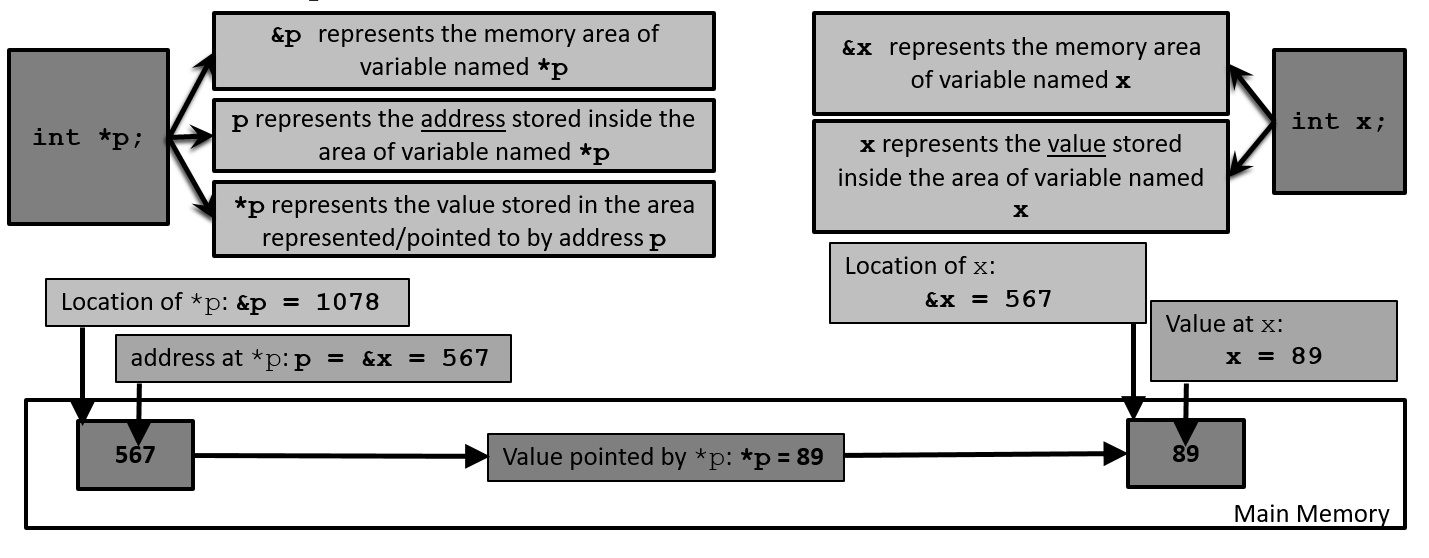 int *p;
&p represents the memory area of
variable named *p
p represents the address stored inside the
area of variable named *p
*p represents the value stored in the area
represented/pointed to by address p
&x represents the memory area
of variable named x
x represents the value stored
inside the area of variable named
x
int x;
Location of *p: &p = 1078
address at *p: p = &x = 567
Location of x:
&x = 567
Value at x:
x = 89
567
Value pointed by *p: *p = 89
89
Main Memory